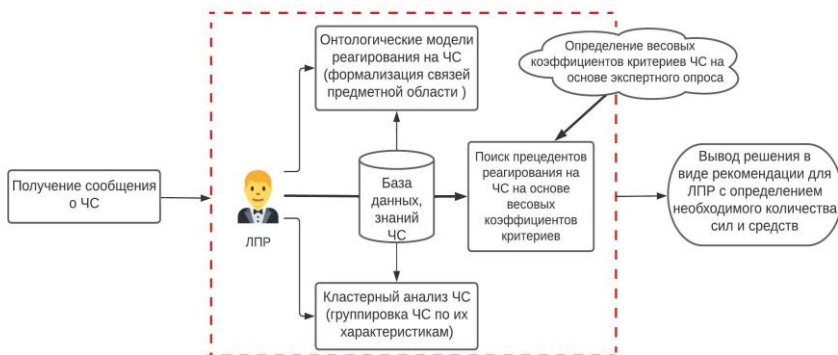 Получение сообщения
о ЧС
ЛПР
Онтологические модели
реагирования на ЧС
(формализация связей
предметной области )
База
данных,
знаний
ЧС
Кластерный анализ ЧС
(группировка ЧС по их
характеристикам)
Определение весовых
коэффициентов критериев ЧС на
основе экспертного опроса
Поиск прецедентов
реагирования на
ЧС на основе
весовых
коэффициентов
критериев
Вывод решения в
виде рекомендации для
ЛПР с определением
необходимого количества
сил и средств